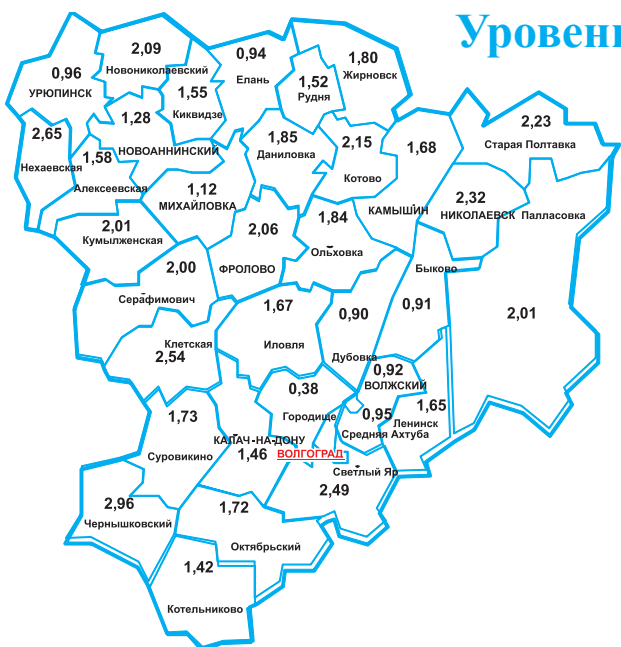 Уровень
2,09
Новониколаевский
0,94
Елань
1,80
Жирновск
0,96
УРЮПИНСК
1,55
Киквидзе
1,52
Рудня
2,65
Нехаевская
1,28
НОВОАННИНСКИЙ
1,85
Даниловка
2,15
Котово
1,68
КАМЫШИН
2,23
Старая Полтавка
1,58
Алексеевская
1,12
МИХАЙЛОВКА
2,32
НИКОЛАЕВСК
Палласовка
2,01
2,01
Кумылженская
2,06
ФРОЛОВО
1,84
Ольховка
2,00
Серафимович
Быково
0,91
1,67
Иловля
0,90
Дубовка
Клетская
2,54
0,92
ВОЛЖСКИЙ
0,38
Городище
1,65
Ленинск
0,95
Средняя Ахтуба
1,73
Суровикино
КАЛАЧ-НА-ДОНУ
1,46
ВОЛГОГРАД
Светлый Яр
2,49
2,96
Чернышковский
1,72
Октябрьский
1,42
Котельниково